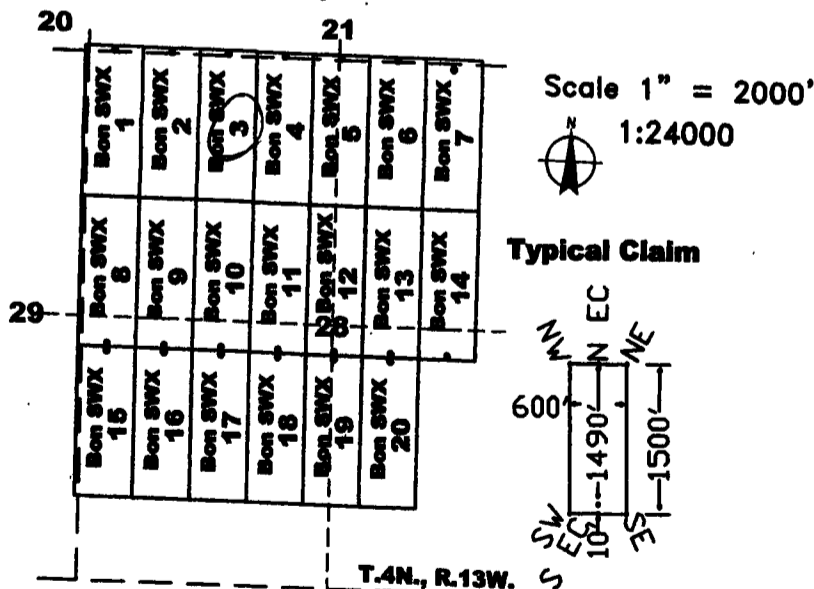 20
21
Bon SWX 1
Bon SWX 2
Bon SWX 3
Bon SWX 4
Bon SWX 5
Bon SWX 6
Bon SWX 7
Scale 1" = 2000'
N
1:24000
Bon SWX 8
Bon SWX 9
Bon SWX 10
Bon SWX 11
Bon SWX 12
Bon SWX 13
Bon SWX 14
29
28
Bon SWX 15
Bon SWX 16
Bon SWX 17
Bon SWX 18
Bon SWX 19
Bon SWX 20
Typical Claim
NW
N EC
NE
600'
1490'
1500'
SW
S EC
10'
SE
T.4N., R.13W.